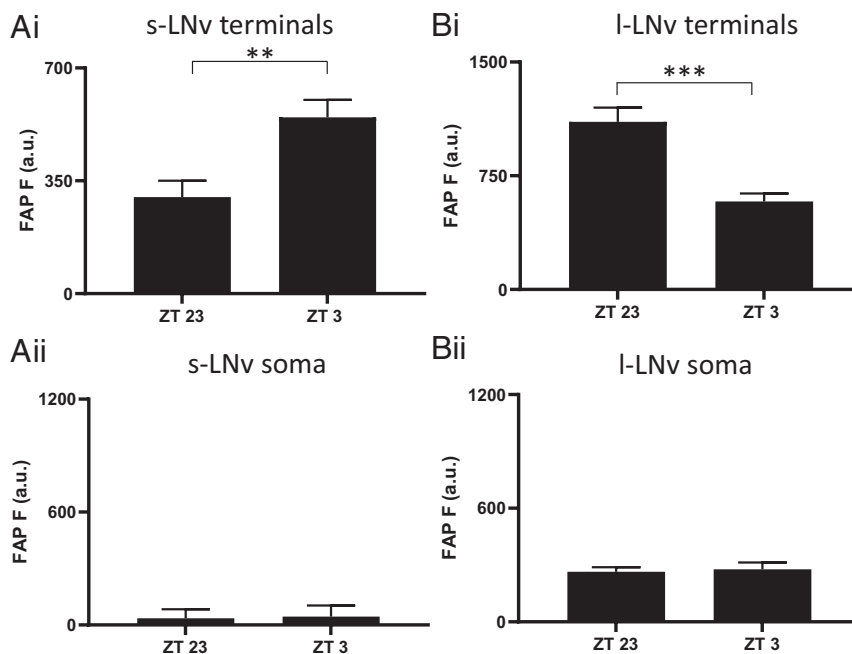 Ai
s-LNv terminals
700
**
350
0
FAP F (a.u.)
ZT 23
ZT 3
Bi
l-LNv terminals
1500
***
750
0
FAP F (a.u.)
ZT 23
ZT 3
Aii
s-LNv soma
1200
600
0
FAP F (a.u.)
ZT 23
ZT 3
Bii
l-LNv soma
1200
600
0
FAP F (a.u.)
ZT 23
ZT 3